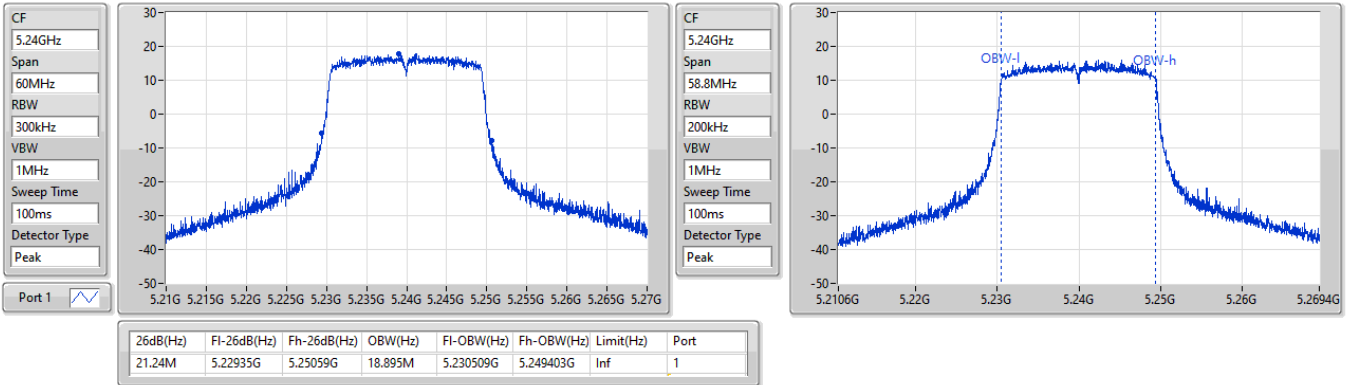 CF
5.24GHz
Span
60MHz
RBW
300kHz
VBW
1MHz
Sweep Time
100ms
Detector Type
Peak
Port 1
30
20
10
0
-10
-20
-30
-40
-50
5.21G 5.215G 5.22G 5.225G 5.23G 5.235G 5.24G 5.245G 5.25G 5.255G 5.26G 5.265G 5.27G
CF
5.24GHz
Span
58.8MHz
RBW
200kHz
VBW
1MHz
Sweep Time
100ms
Detector Type
Peak
30
20
10
0
-10
-20
-30
-40
-50
OBW-l OBW-h
5.2106G 5.22G 5.23G 5.24G 5.25G 5.26G 5.2694G
26dB(Hz) Fl-26dB(Hz) Fh-26dB(Hz) OBW(Hz) Fl-OBW(Hz) Fh-OBW(Hz) Limit(Hz) Port
21.24M 5.22935G 5.25059G 18.895M 5.230509G 5.249403G Inf 1